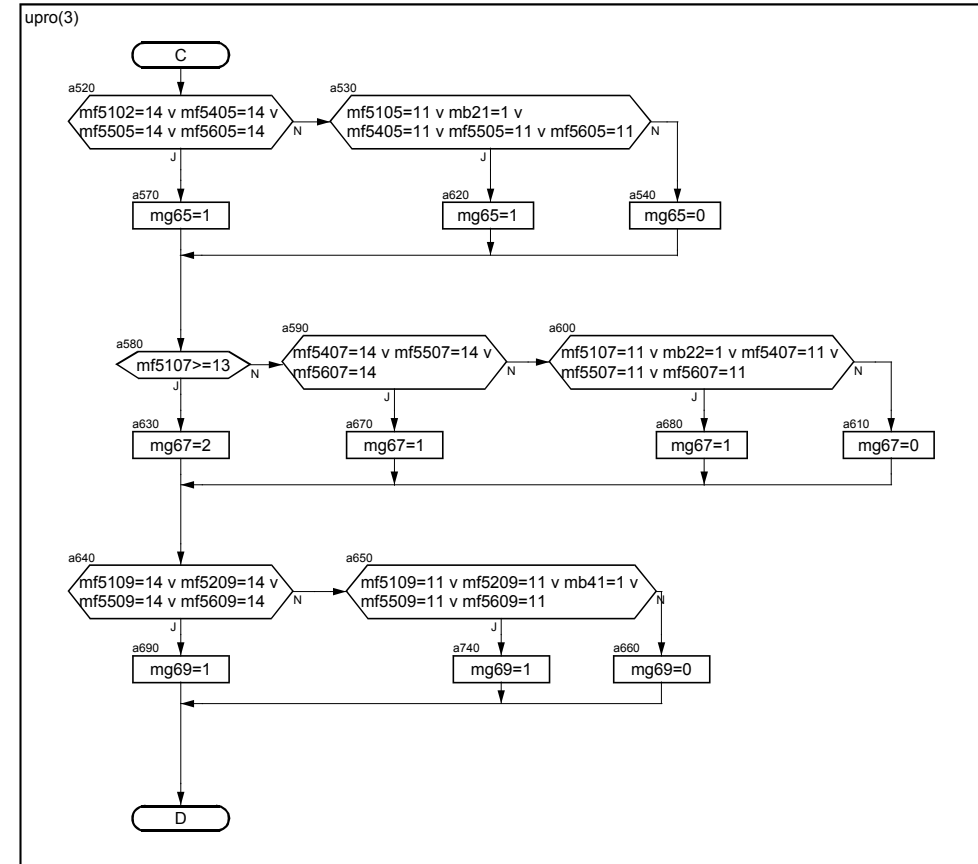 upro(3)
C
a520
mf5102=14 v mf5405=14 v
mf5505=14 v mf5605=14
J
N
a530
mf5105=11 v mb21=1 v
mf5405=11 v mf5505=11 v mf5605=11
J
N
a570
mg65=1
a620
mg65=1
a540
mg65=0
a580
mf5107>=13
J
N
a590
mf5407=14 v mf5507=14 v
mf5607=14
J
N
a600
mf5107=11 v mb22=1 v mf5407=11 v
mf5507=11 v mf5607=11
J
N
a630
mg67=2
a670
mg67=1
a680
mg67=1
a610
mg67=0
a640
mf5109=14 v mf5209=14 v
mf5509=14 v mf5609=14
J
N
a650
mf5109=11 v mf5209=11 v mb41=1 v
mf5509=11 v mf5609=11
J
N
a690
mg69=1
a740
mg69=1
a660
mg69=0
D